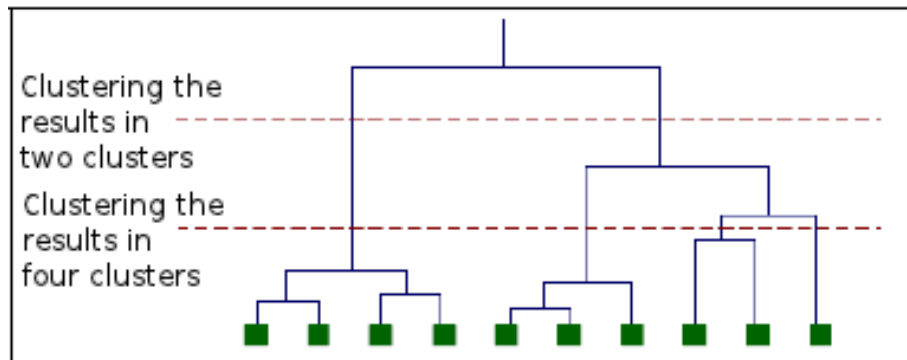 Clustering the
results in
two clusters
Clustering the
results in
four clusters